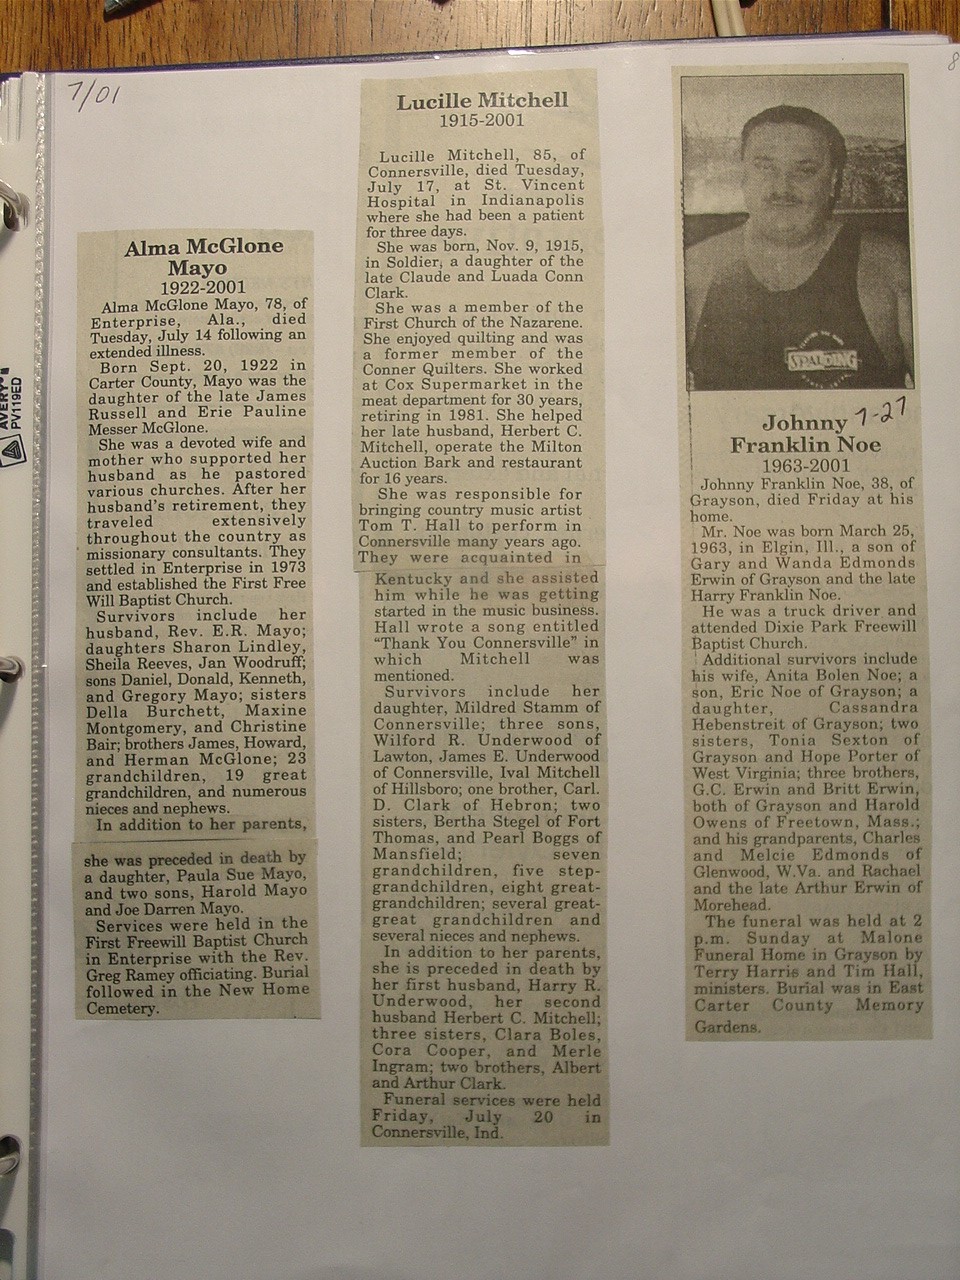 7/01
8
AVERY
PV119ED
Alma McGlone
Mayo
1922-2001
Alma McGlone Mayo, 78, of
Enterprise, Ala., died
Tuesday, July 14 following an
extended illness.
Born Sept. 20, 1922 in
Carter County, Mayo was the
daughter of the late James
Russell and Erie Pauline
Messer McGlone.
She was a devoted wife and
mother who supported her
husband as he pastored
various churches. After her
husband's retirement, they
traveled extensively
throughout the country as
missionary consultants. They
settled in Enterprise in 1973
and established the First Free
Will Baptist Church.
Survivors include her
husband, Rev. E.R. Mayo;
daughters Sharon Lindley,
Sheila Reeves, Jan Woodruff;
sons Daniel, Donald, Kenneth,
and Gregory Mayo; sisters
Della Burchett, Maxine
Montgomery, and Christine
Bair; brothers James, Howard,
and Herman McGlone; 23
grandchildren, 19 great
grandchildren, and numerous
nieces and nephews.
In addition to her parents,
she was preceded in death by
a daughter, Paula Sue Mayo,
and two sons, Harold Mayo
and Joe Darren Mayo.
Services were held in the
First Freewill Baptist Church
in Enterprise with the Rev.
Greg Ramey officiating. Burial
followed in the New Home
Cemetery.
Lucille Mitchell
1915-2001
Lucille Mitchell, 85, of
Connersville, died Tuesday,
July 17, at St. Vincent
Hospital in Indianapolis
where she had been a patient
for three days.
She was born, Nov. 9, 1915,
in Soldier, a daughter of the
late Claude and Luada Conn
Clark.
She was a member of the
First Church of the Nazarene.
She enjoyed quilting and was
a former member of the
Conner Quilters. She worked
at Cox Supermarket in the
meat department for 30 years,
retiring in 1981. She helped
her late husband, Herbert C.
Mitchell, operate the Milton
Auction Bark and restaurant
for 16 years.
She was responsible for
bringing country music artist
Tom T. Hall to perform in
Connersville many years ago.
They were acquainted in
Kentucky and she assisted
him while he was getting
started in the music business.
Hall wrote a song entitled
"Thank You Connersville" in
which Mitchell was
mentioned.
Survivors include her
daughter, Mildred Stamm of
Connersville; three sons,
Wilford R. Underwood of
Lawton, James E. Underwood
of Connersville, Ival Mitchell
of Hillsboro; one brother, Carl.
D. Clark of Hebron; two
sisters, Bertha Stegel of Fort
Thomas, and Pearl Boggs of
Mansfield; seven
grandchildren, five step-
grandchildren, eight great-
grandchildren; several great-
great grandchildren and
several nieces and nephews.
In addition to her parents,
she is preceded in death by
her first husband, Harry R.
Underwood, her second
husband Herbert C. Mitchell;
three sisters, Clara Boles,
Cora Cooper, and Merle
Ingram; two brothers, Albert
and Arthur Clark.
Funeral services were held
Friday, July 20 in
Connersville, Ind.
SPALDING
Johnny 7-27
Franklin Noe
1963-2001
Johnny Franklin Noe, 38, of
Grayson, died Friday at his
home.
Mr. Noe was born March 25,
1963, in Elgin, Ill., a son of
Gary and Wanda Edmonds
Erwin of Grayson and the late
Harry Franklin Noe.
He was a truck driver and
attended Dixie Park Freewill
Baptist Church.
Additional survivors include
his wife, Anita Bolen Noe; a
son, Eric Noe of Grayson; a
daughter, Cassandra
Hebenstreit of Grayson; two
sisters, Tonia Sexton of
Grayson and Hope Porter of
West Virginia; three brothers,
G.C. Erwin and Britt Erwin,
both of Grayson and Harold
Owens of Freetown, Mass.;
and his grandparents, Charles
and Melcie Edmonds of
Glenwood, W.Va. and Rachael
and the late Arthur Erwin of
Morehead.
The funeral was held at 2
p.m. Sunday at Malone
Funeral Home in Grayson by
Terry Harris and Tim Hall,
ministers. Burial was in East
Carter County Memory
Gardens.